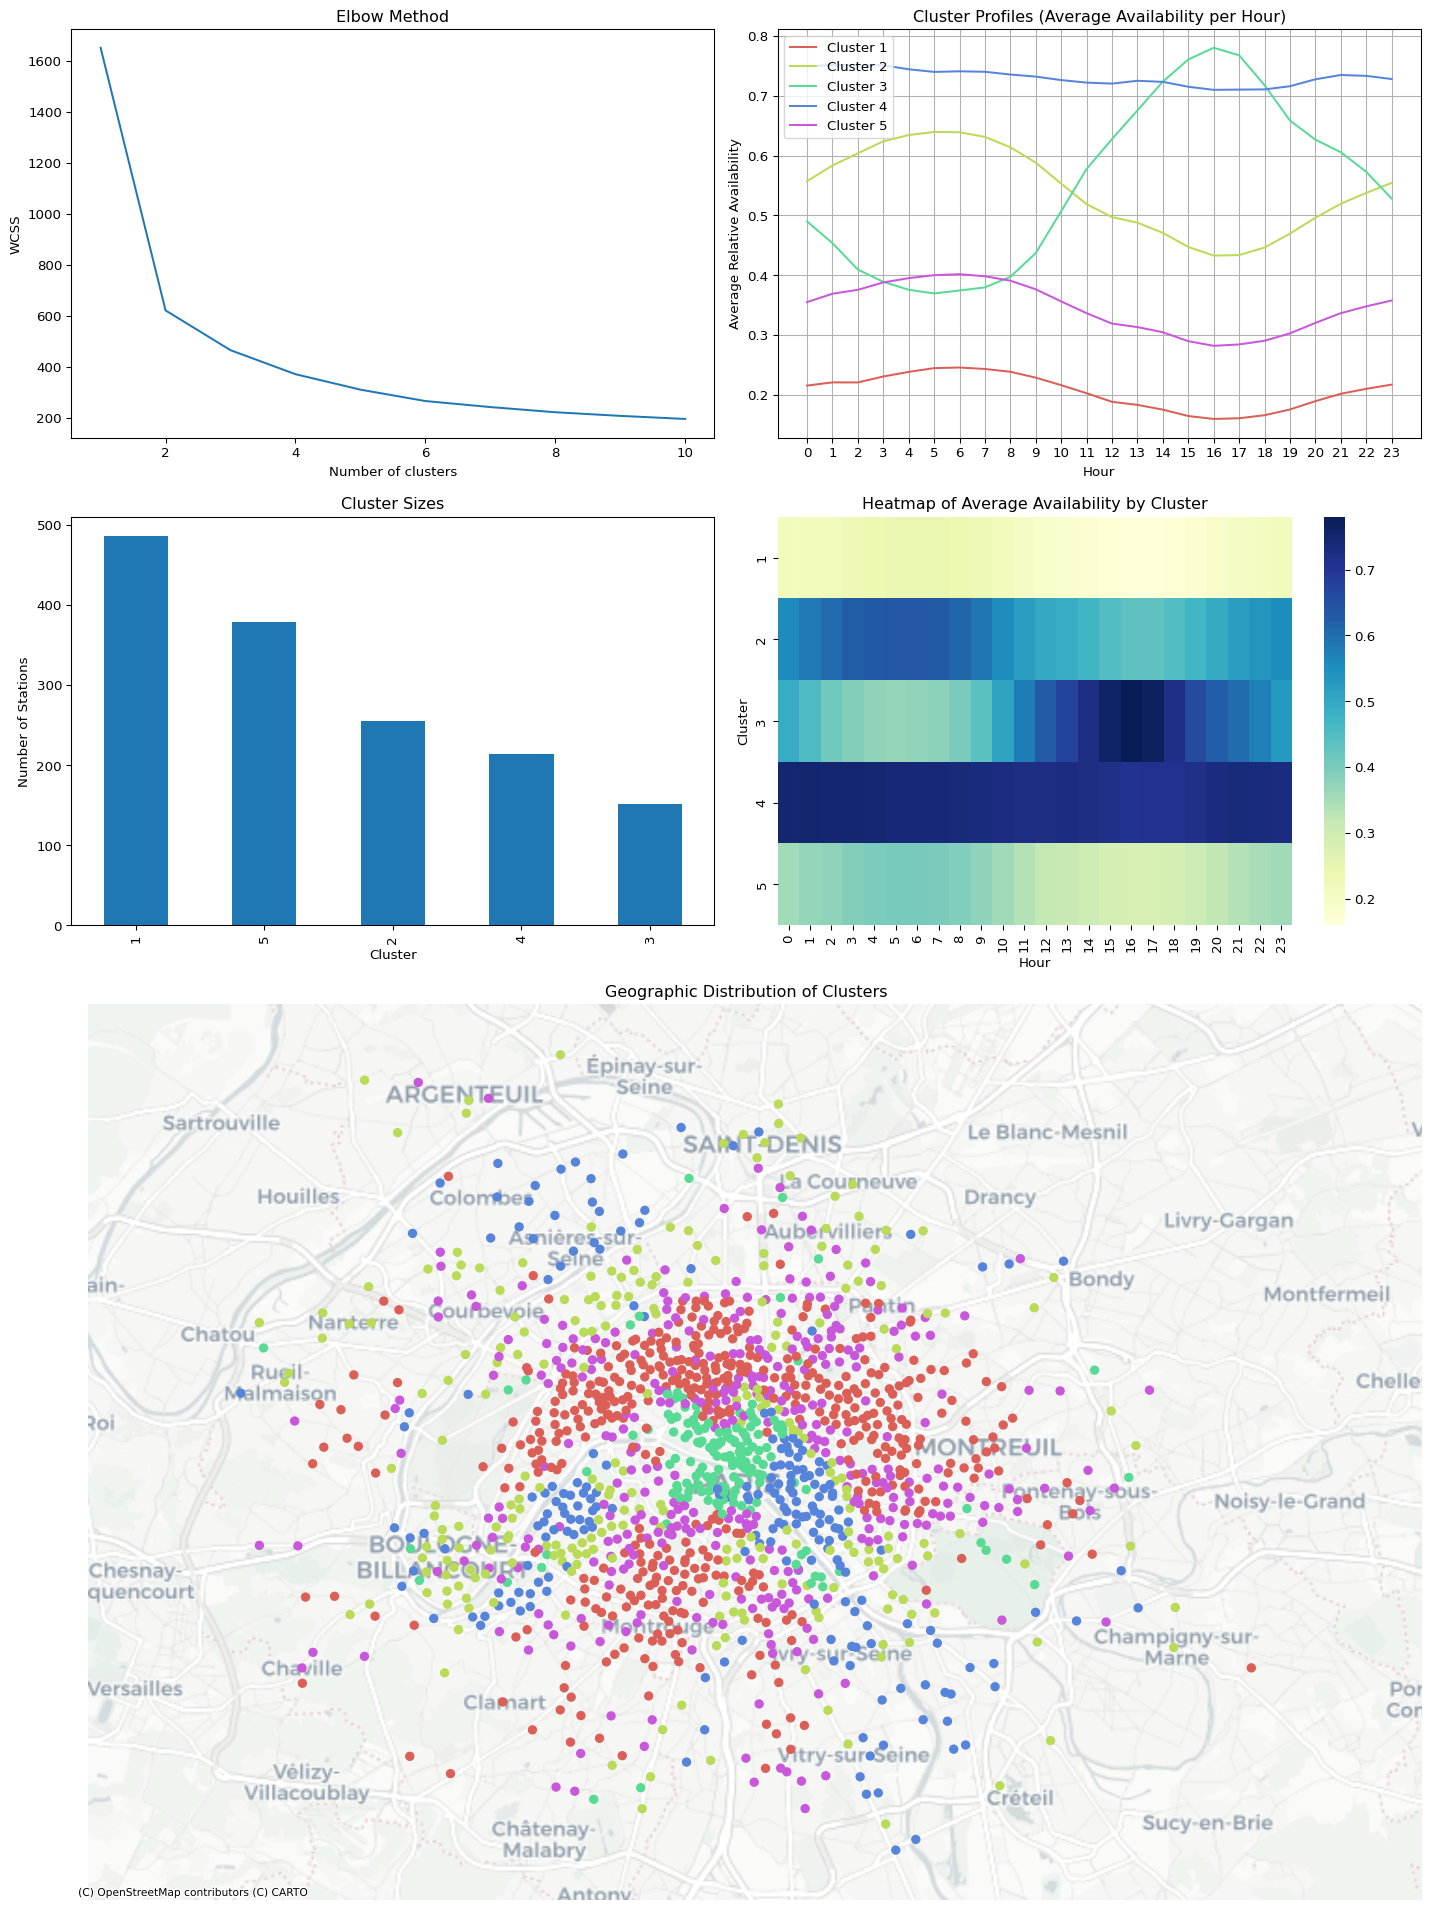 Elbow Method
1600
1400
1200
1000
800
600
400
200
WCSS
2 4 6 8 10
Number of clusters
Cluster Profiles (Average Availability per Hour)
Cluster 1
Cluster 2
Cluster 3
Cluster 4
Cluster 5
0.8
0.7
0.6
0.5
0.4
0.3
0.2
Average Relative Availability
0 1 2 3 4 5 6 7 8 9 10 11 12 13 14 15 16 17 18 19 20 21 22 23
Hour
Cluster Sizes
500
400
300
200
100
0
Number of Stations
1 5 2 4 3
Cluster
Heatmap of Average Availability by Cluster
1
2
3
4
5
Cluster
0 1 2 3 4 5 6 7 8 9 10 11 12 13 14 15 16 17 18 19 20 21 22 23
Hour
0.7
0.6
0.5
0.4
0.3
0.2
Geographic Distribution of Clusters
Épinay-sur-
Seine
ARGENTEUIL
Sartrouville
SAINT-DENIS
Le Blanc-Mesnil
La Courneuve
Houilles
Colombes
Drancy
Livry-Gargan
Asnières-sur-
Seine
Aubervilliers
ain-
Bondy
Montfermeil
Courbevoie
Pantin
Nanterre
Chatou
Rueil-
Malmaison
Chelle
Roi
MONTREUIL
Fontenay-sous-
Bois
Noisy-le-Grand
BOULOGNE-
BILLANCOURT
Chesnay-
quencourt
Montrouge
Ivry-sur-Seine
Champigny-sur-
Marne
Chaville
Versailles
Clamart
Pon
Con
Vitry-sur-Seine
Vélizy-
Villacoublay
Créteil
Sucy-en-Brie
Châtenay-
Malabry
Antony
(C) OpenStreetMap contributors (C) CARTO